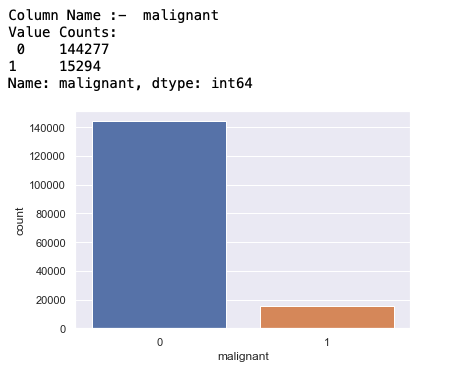 Column Name :-  malignant
Value Counts:
 0    144277
1     15294
Name: malignant, dtype: int64
140000
120000
100000
80000
60000
40000
20000
0
count
0 1
malignant